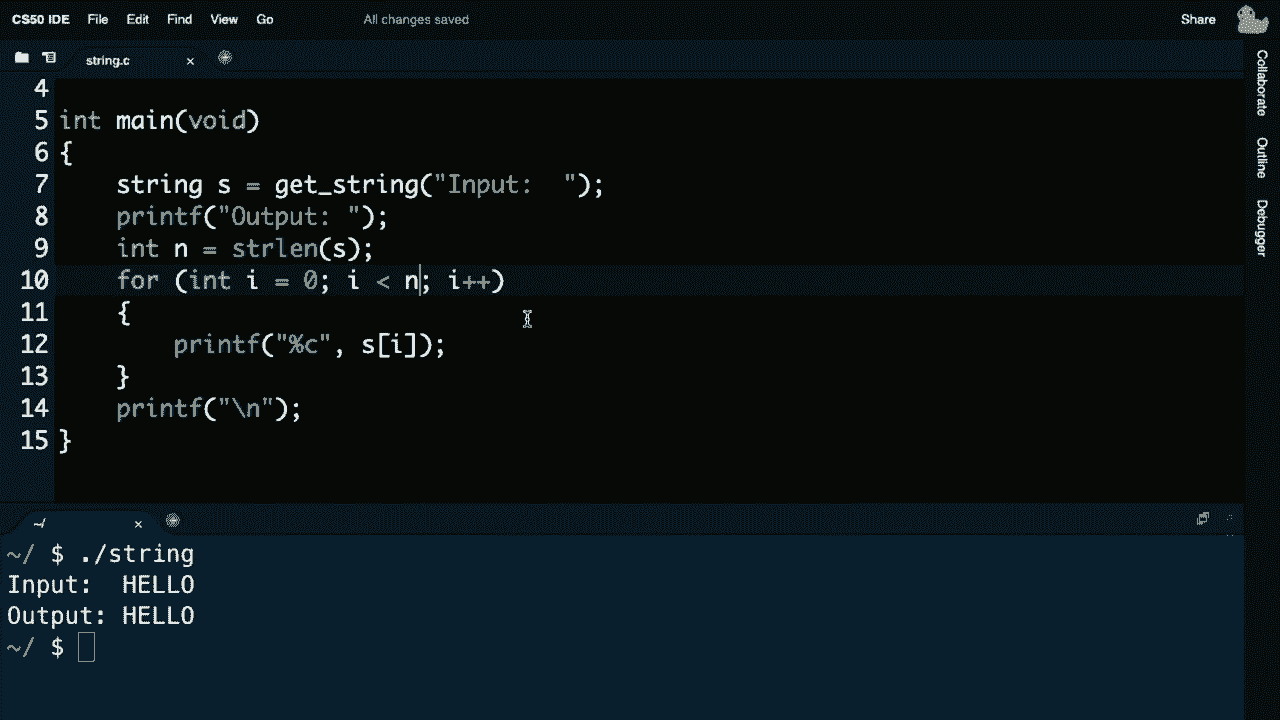 CS50 IDE File Edit Find View Go All changes saved Share
string.c ×
4
5 int main(void)
6 {
7     string s = get_string("Input:  ");
8     printf("Output: ");
9     int n = strlen(s);
10     for (int i = 0; i < n; i++)
11     {
12         printf("%c", s[i]);
13     }
14     printf("\n");
15 }
Collaborate
Outline
Debugger
~/ ×
~/ $ ./string
Input:  HELLO
Output: HELLO
~/ $